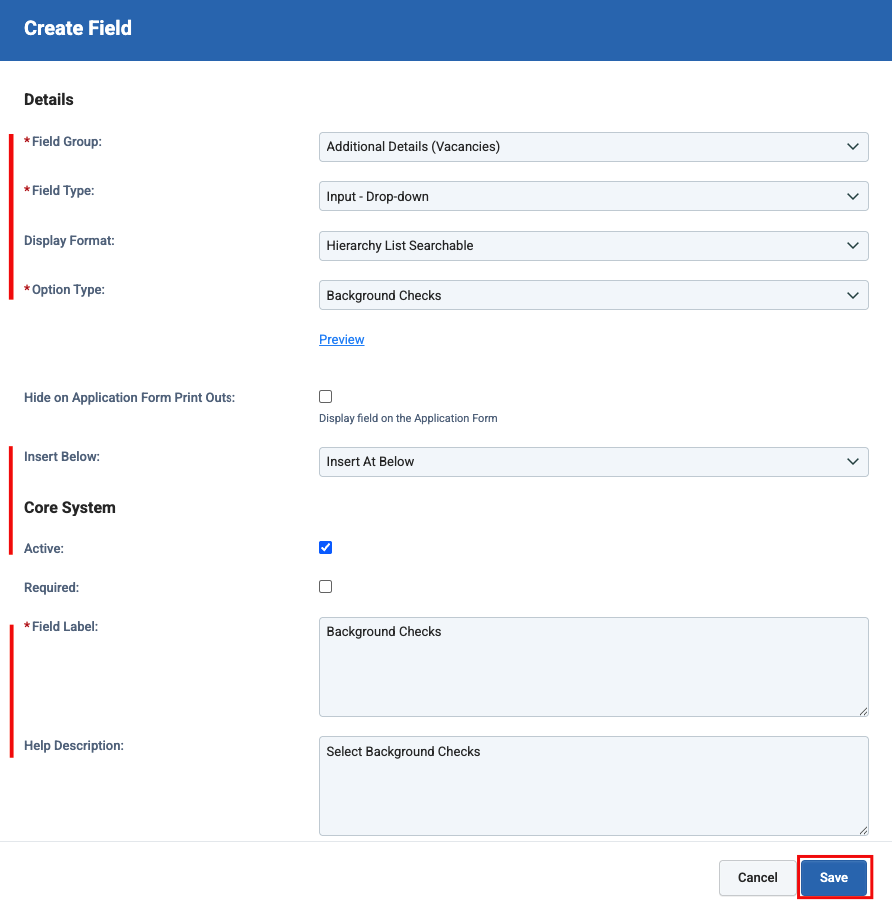 Create Field
Details
* Field Group:
Additional Details (Vacancies)
* Field Type:
Input - Drop-down
Display Format:
Hierarchy List Searchable
* Option Type:
Background Checks
Preview
Hide on Application Form Print Outs:
Display field on the Application Form
Insert Below:
Insert At Below
Core System
Active:
Required:
* Field Label:
Background Checks
Help Description:
Select Background Checks
Cancel
Save